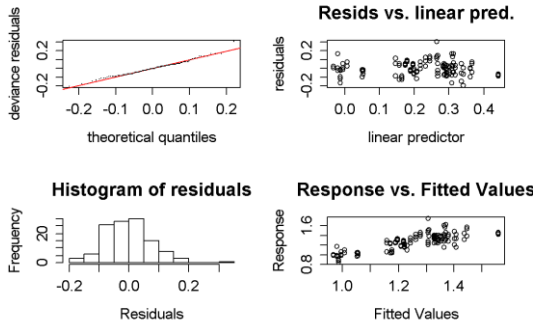 Resids vs. linear pred.
deviance residuals
-0.2 0.2
-0.2 -0.1 0.0 0.1 0.2
theoretical quantiles
residuals
-0.2 0.2
0.0 0.1 0.2 0.3 0.4
linear predictor
Histogram of residuals
Response vs. Fitted Values
Frequency
0 20
-0.2 0.0 0.2
Residuals
Response
0.8 1.6
1.0 1.2 1.4
Fitted Values